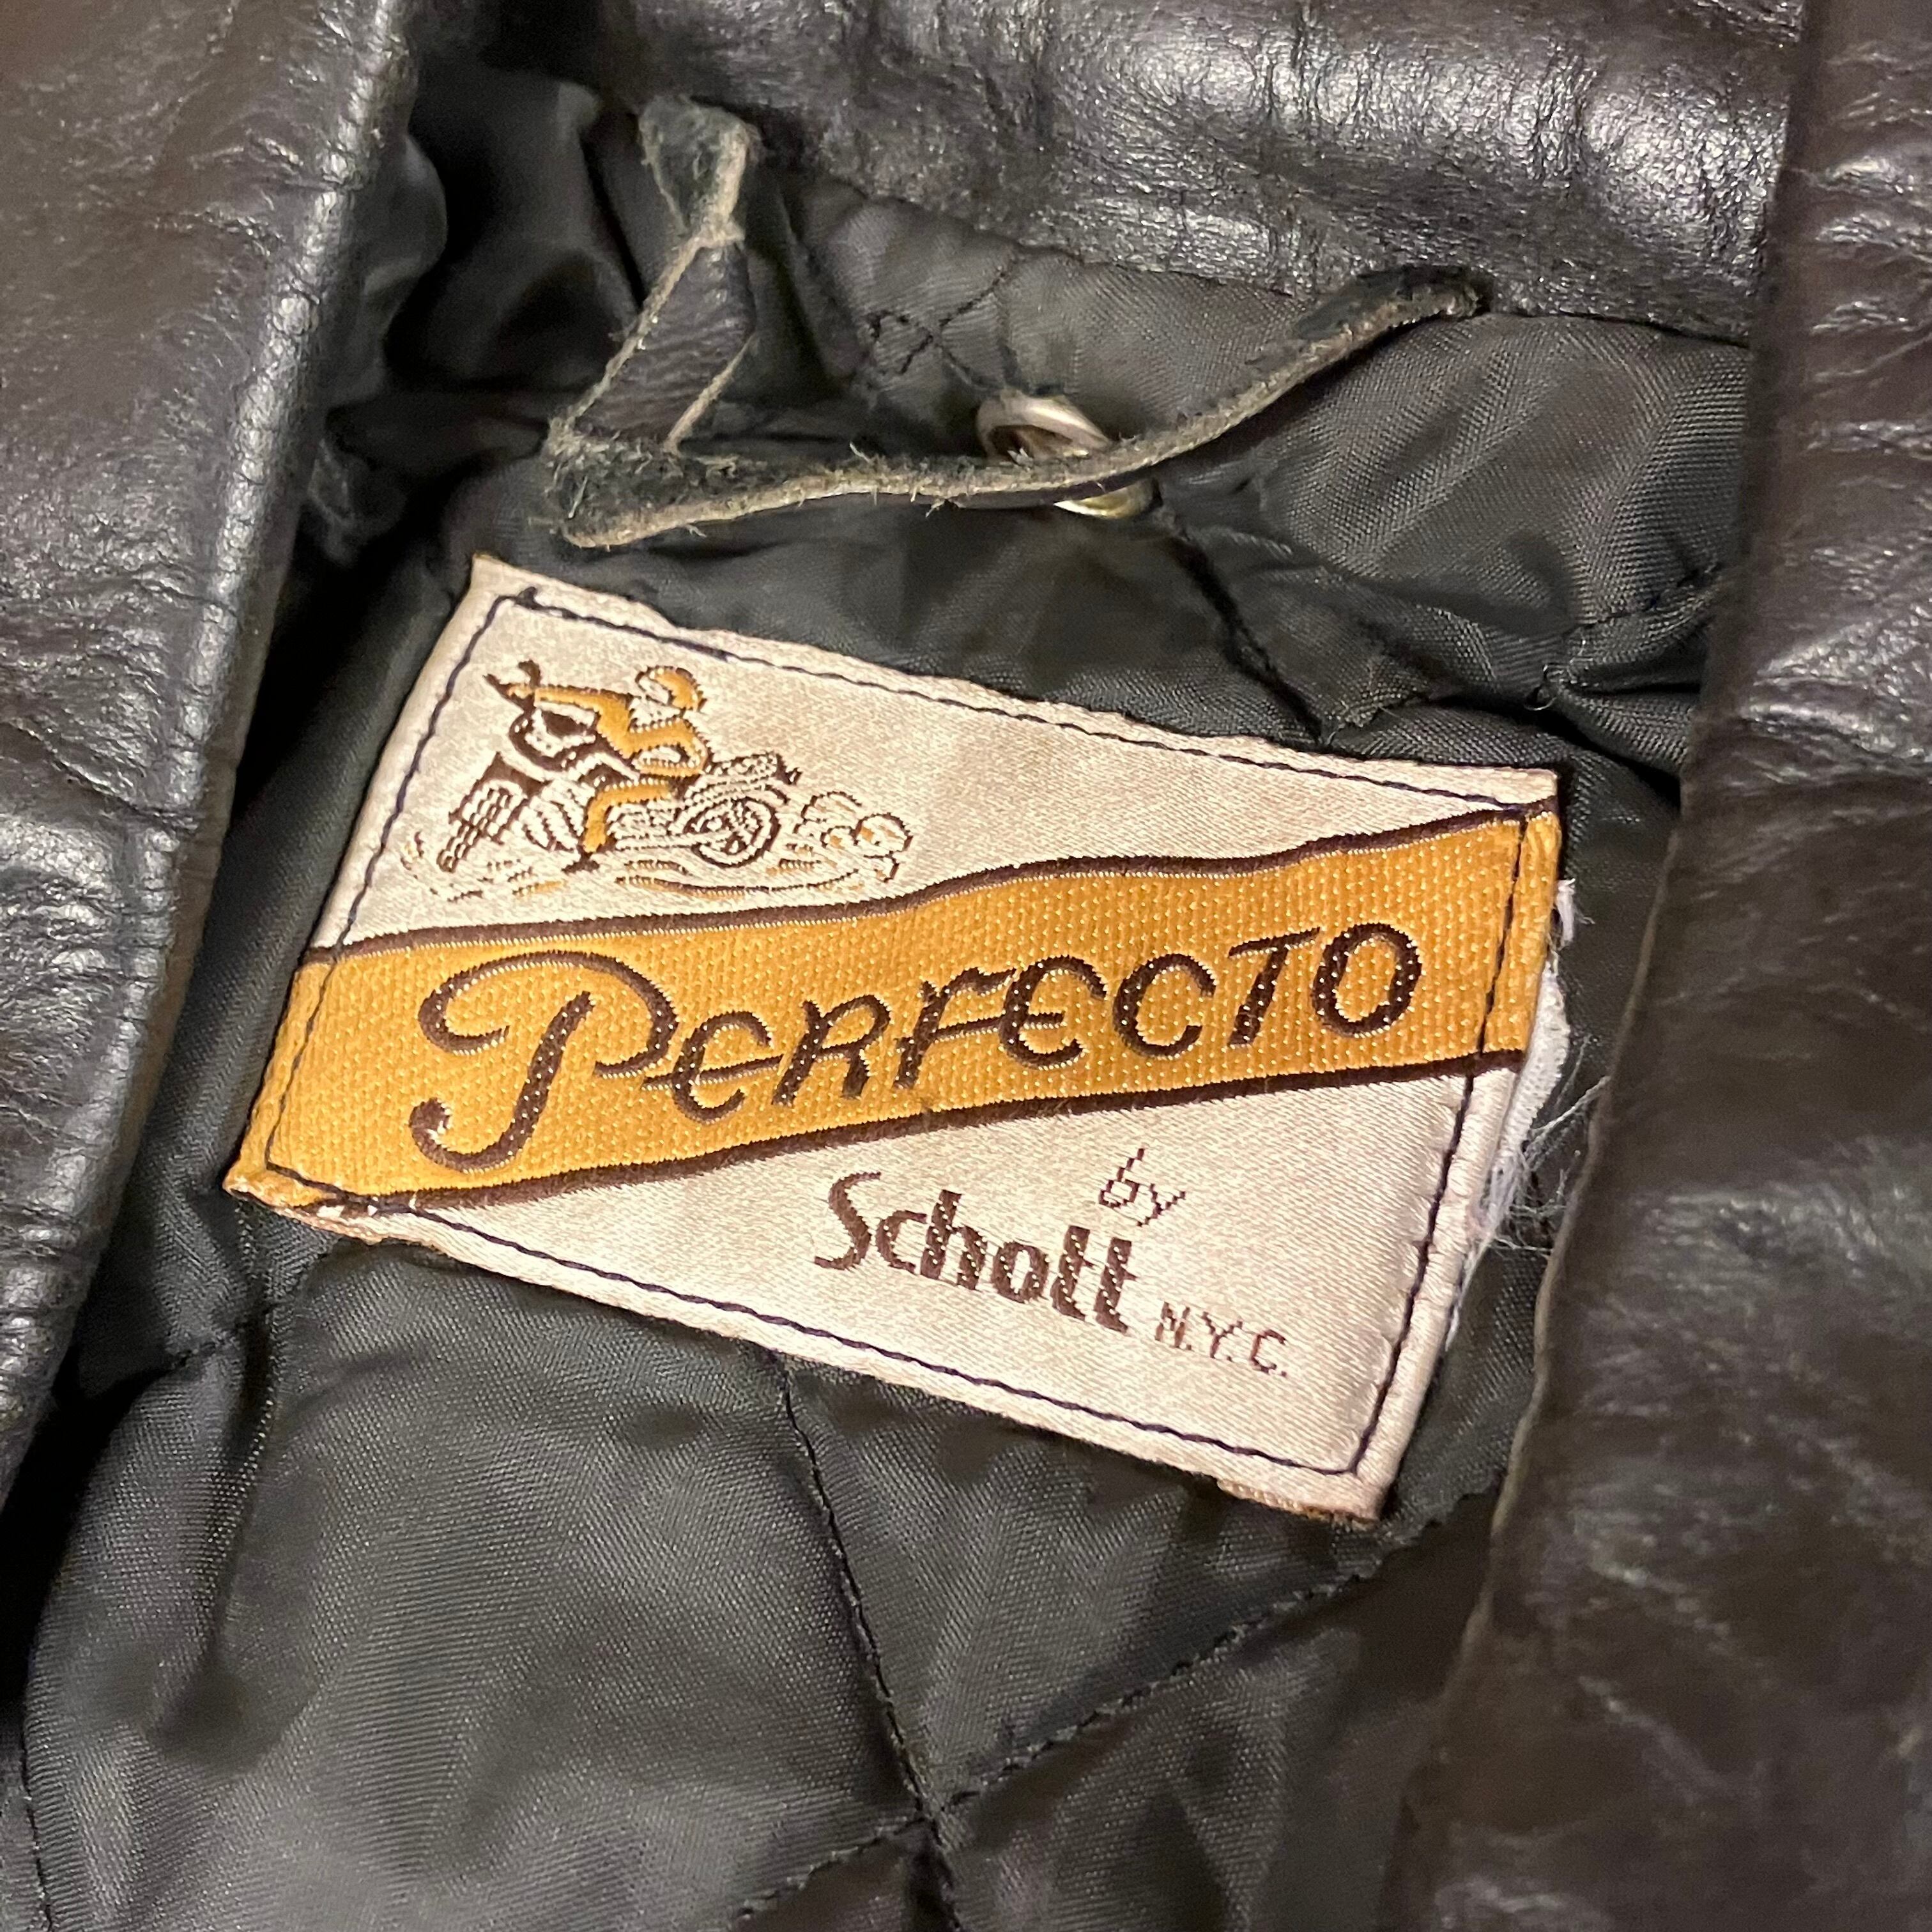 PERFECTO
by
Schott N.Y.C.